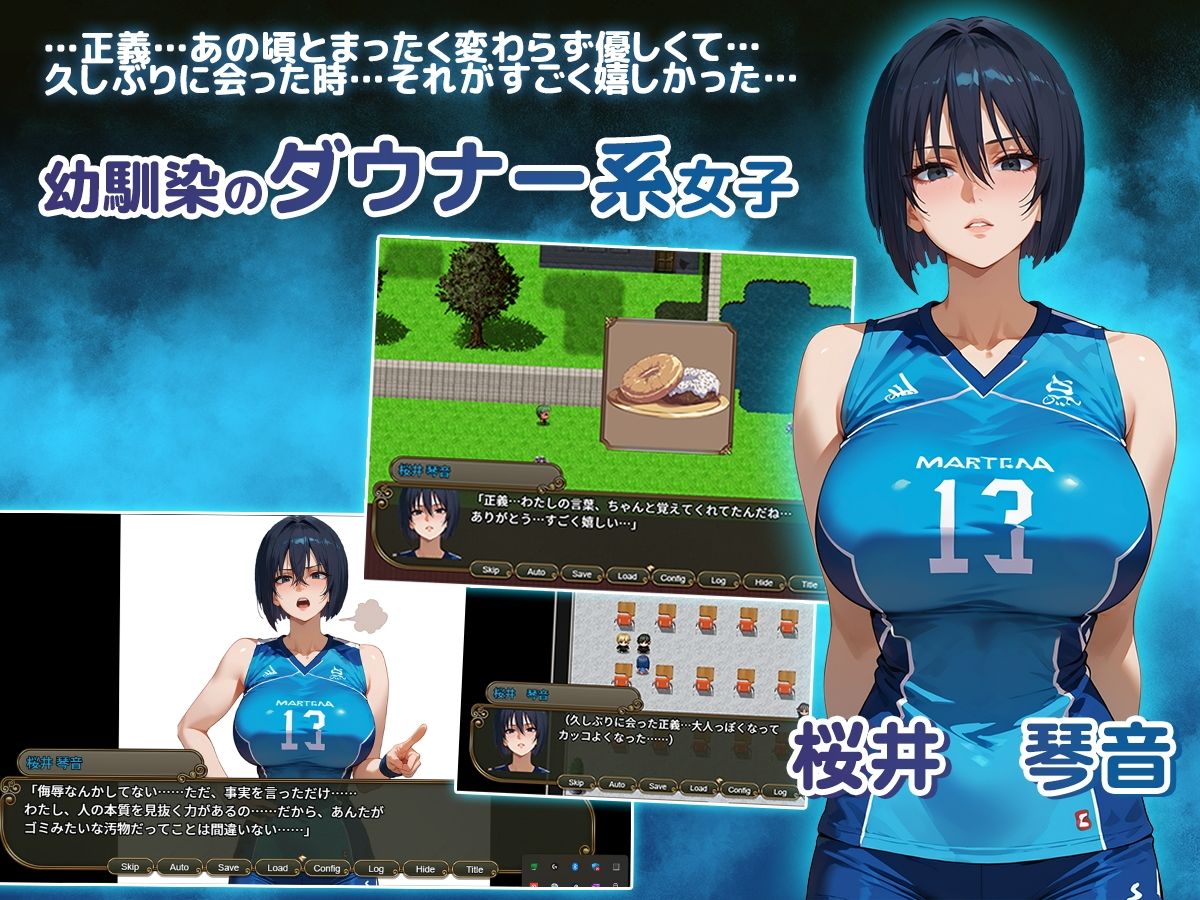 …正義…あの頃とまったく変わらず優しくて…
久しぶりに会った時…それがすごく嬉しかった…
幼馴染のダウナー系女子
桜井 琴音
「正義…わたしの言葉、ちゃんと覚えてくれてたんだね…
ありがとう…すごく嬉しい…」
Skip Auto Save Load Config Log Hide Title
MARTENA
13
桜井 琴音
MARTENA
13
桜井 琴音
「侮辱なんかしてない……ただ、事実を言っただけ……
わたし、人の本質を見抜く力があるの……だから、あんたが
ゴミみたいな汚物だってことは間違いない……」
Skip Auto Save Load Config Log Hide Title
桜井 琴音
(久しぶりに会った正義…大人っぽくなって
カッコよくなった……)
Skip Auto Save Load Config Log